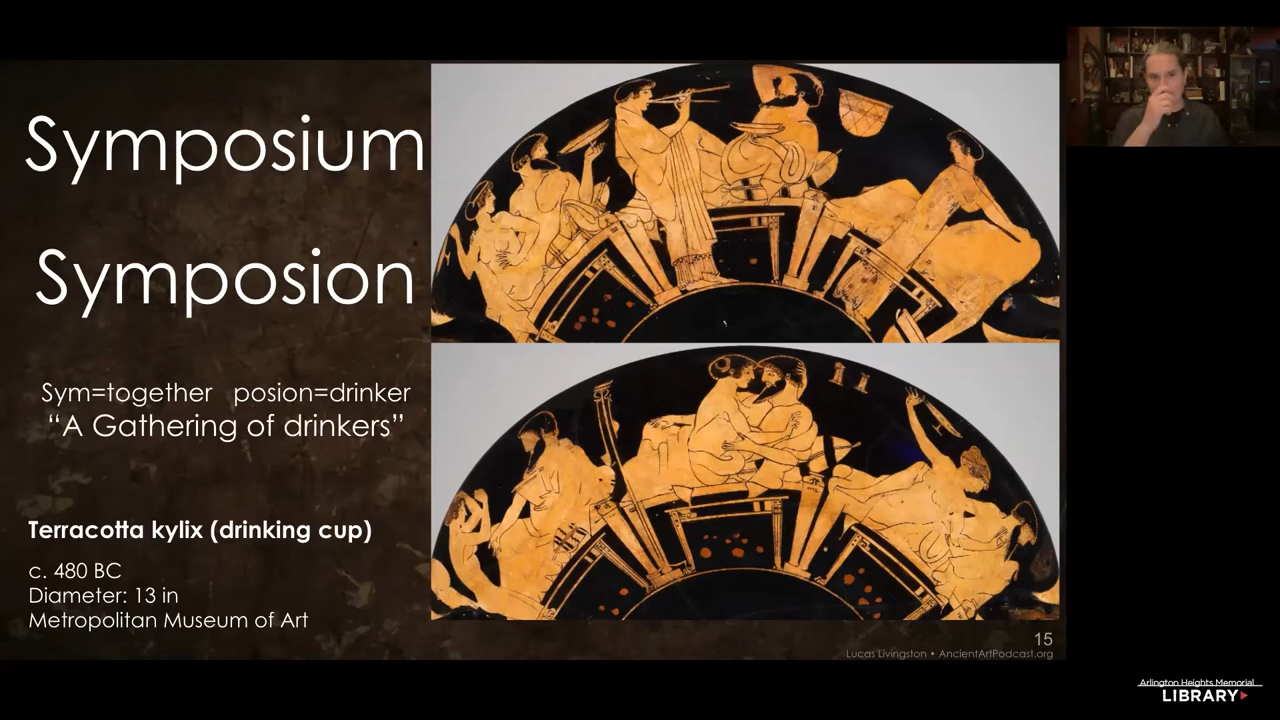 Symposium
Symposion
Sym=together posion=drinker
“A Gathering of drinkers”
Terracotta kylix (drinking cup)
c. 480 BC
Diameter: 13 in
Metropolitan Museum of Art
15
Lucas Livingston • AncientArtPodcast.org
Arlington Heights Memorial
LIBRARY